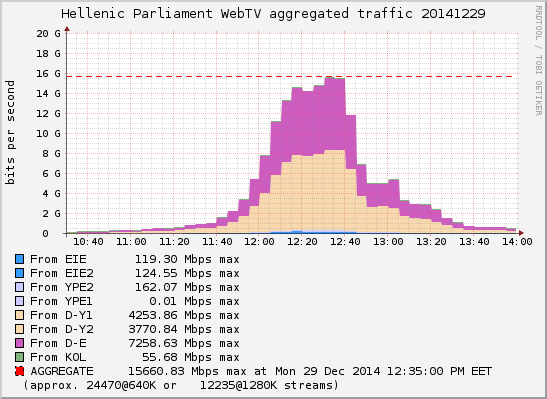 Hellenic Parliament WebTV aggregated traffic 20141229
RRDTOOL / TOBI OETIKER
bits per second
20 G
18 G
16 G
14 G
12 G
10 G
8 G
6 G
4 G
2 G
0
10:40 11:00 11:20 11:40 12:00 12:20 12:40 13:00 13:20 13:40 14:00
From EIE 119.30 Mbps max
From EIE2 124.55 Mbps max
From YPE2 162.07 Mbps max
From YPE1 0.01 Mbps max
From D-Y1 4253.86 Mbps max
From D-Y2 3770.84 Mbps max
From D-E 7258.63 Mbps max
From KOL 55.68 Mbps max
AGGREGATE 15660.83 Mbps max at Mon 29 Dec 2014 12:35:00 PM EET
(approx. 24470@640K or 12235@1280K streams)